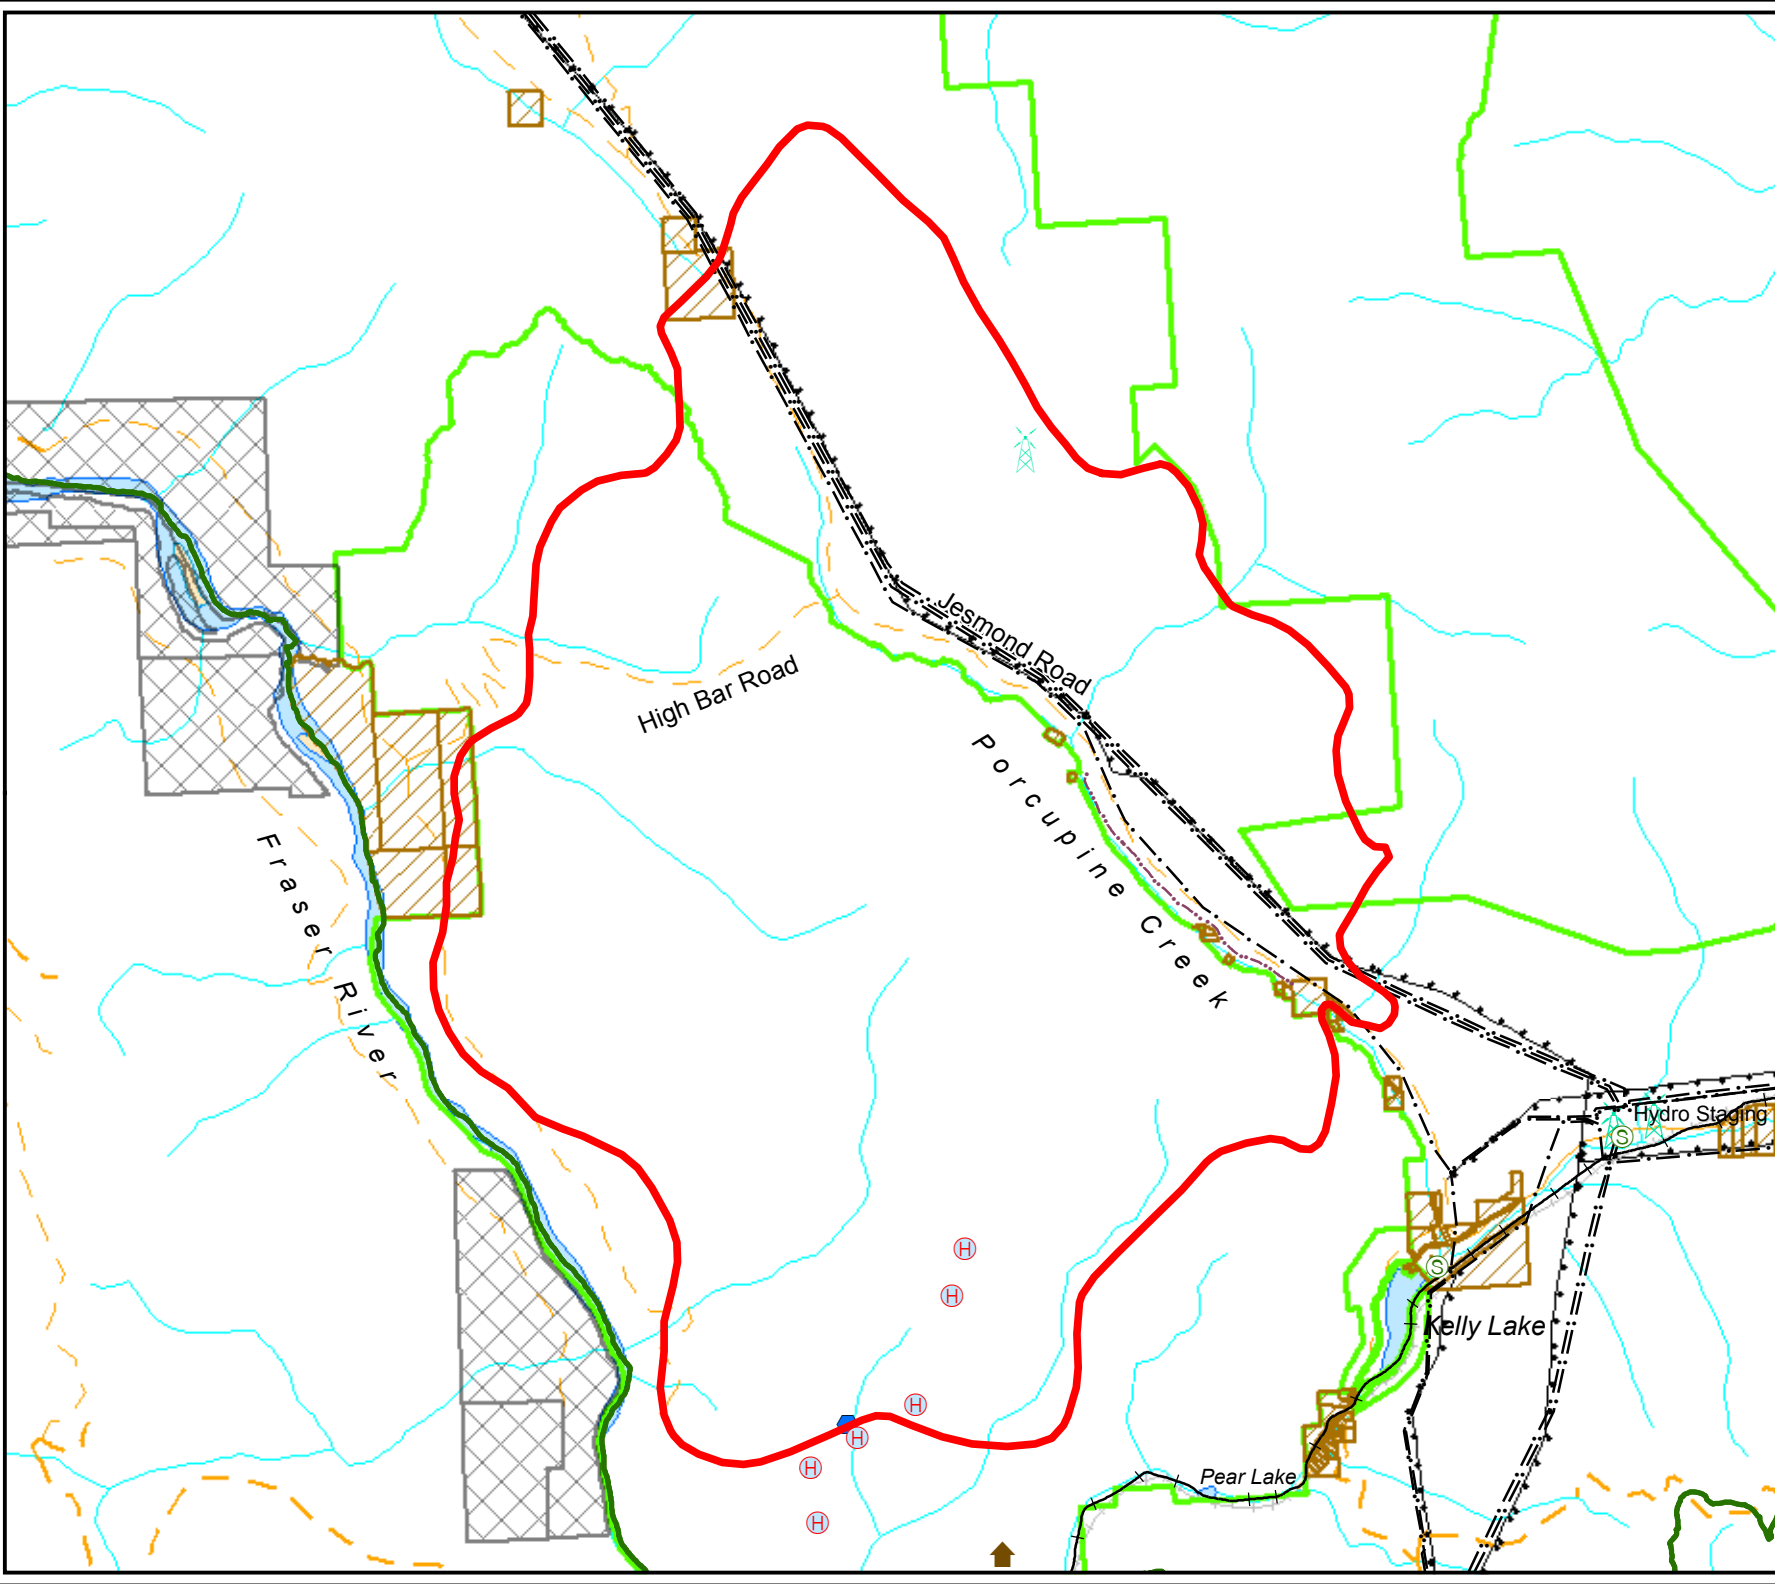 Jesmond Road
High Bar Road
Porcupine Creek
Fraser River
Hydro Staging
S
S
H
H
Kelly Lake
H
H
H
Pear Lake
H